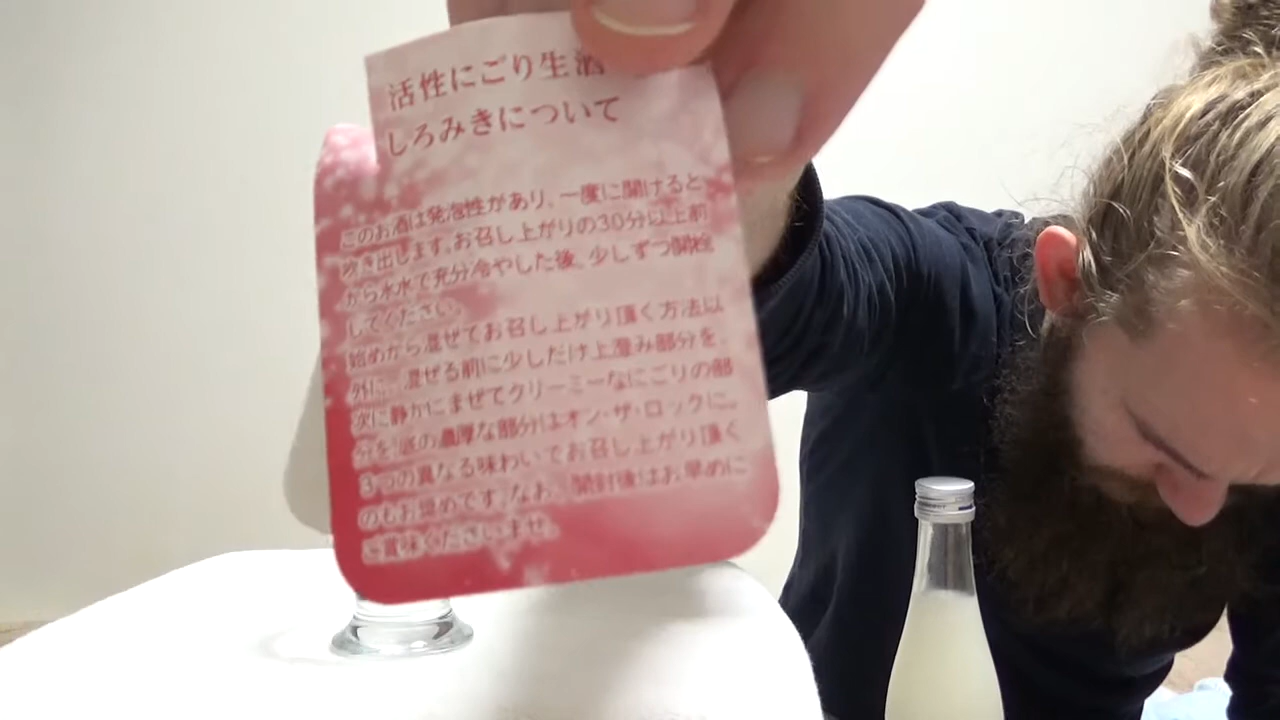 活性にごり生酒
しろみきについて
このお酒は発泡性があり、一度に開けると
吹き出します。お召し上がりの30分以上前
から氷水で充分冷やした後、少しずつ開栓
してください。
始めから混ぜてお召し上がり頂く方法以
外に、混ぜる前に少しだけ上澄み部分を、
次に静かにまぜてクリーミーなにごりの部
分を、底の濃厚な部分はオン・ザ・ロックに。
3つの異なる味わいでお召し上がり頂く
のもお奨めです。なお、開封後はお早めに
ご賞味くださいませ。